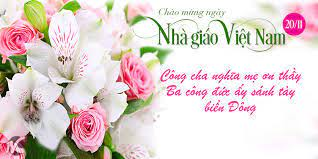 Chào mừng ngày
Nhà giáo Việt Nam 20/11
Công cha nghĩa mẹ ơn thầy
Ba công đức ấy sánh tày
biển Đông